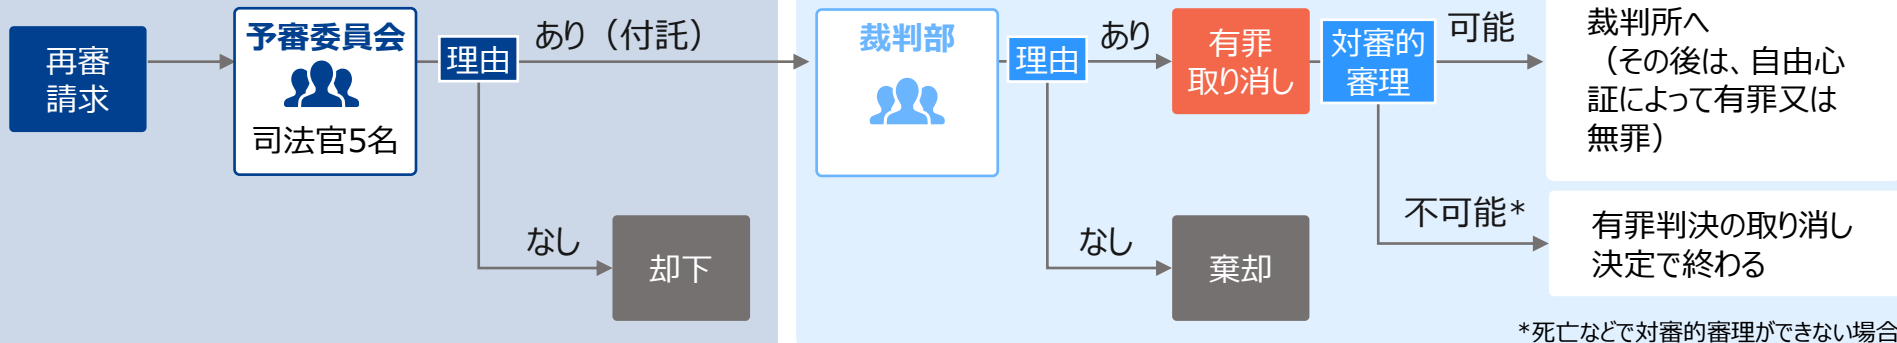 再審
請求
予審委員会
司法官5名
理由
あり（付託）
なし
却下
裁判部
理由
あり
なし
棄却
有罪
取り消し
対審的
審理
可能
裁判所へ
（その後は、自由心
証によって有罪又は
無罪）
不可能*
有罪判決の取り消し
決定で終わる
*死亡などで対審的審理ができない場合